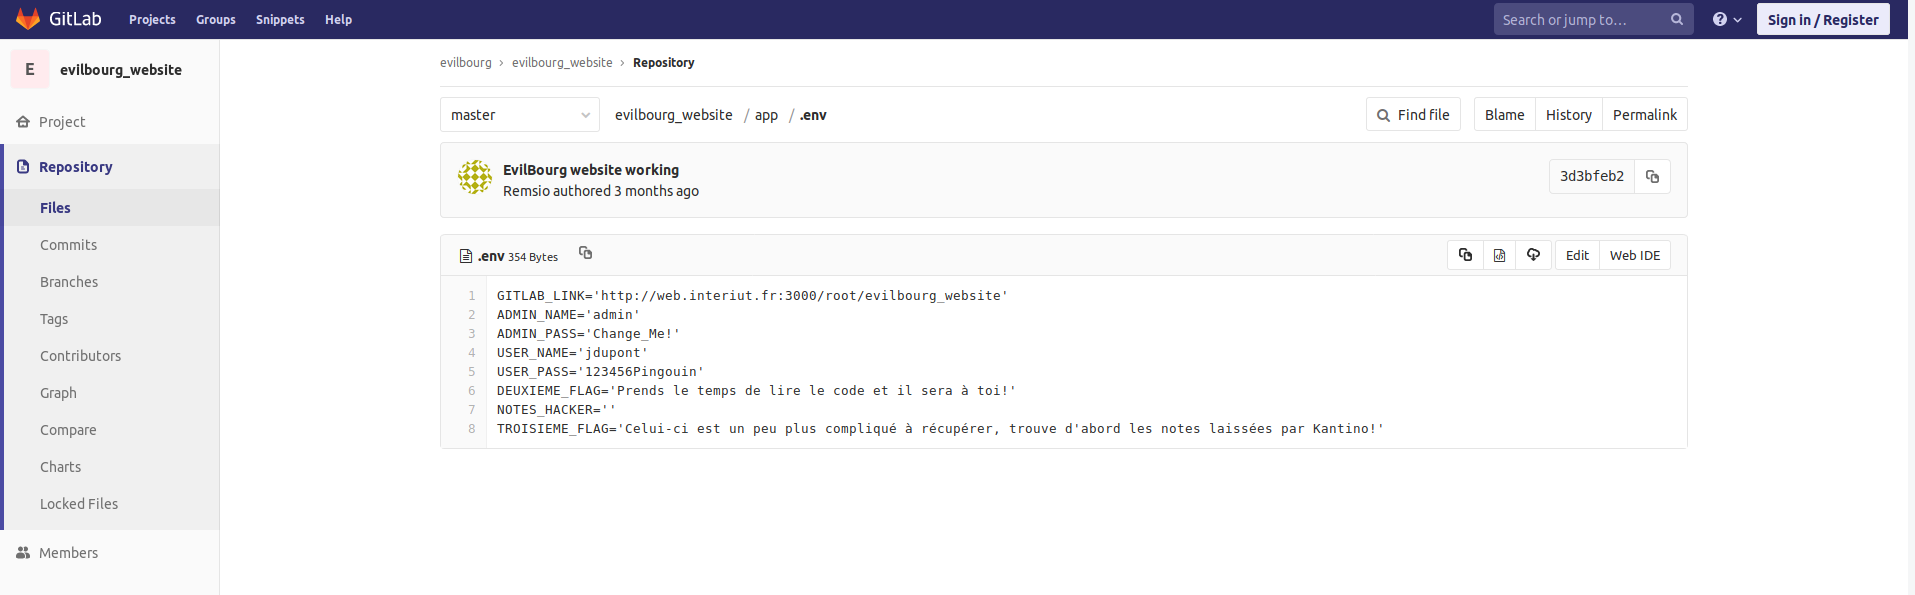 GitLab Projects Groups Snippets Help Search or jump to... Sign in / Register
E evilbourg_website
evilbourg > evilbourg_website > Repository
Project
Repository
Files
Commits
Branches
Tags
Contributors
Graph
Compare
Charts
Locked Files
Members
master evilbourg_website / app / .env Find file Blame History Permalink
EvilBourg website working
Remsio authored 3 months ago
3d3bfeb2
.env 354 Bytes Edit Web IDE
1 GITLAB_LINK='http://web.interiut.fr:3000/root/evilbourg_website'
2 ADMIN_NAME='admin'
3 ADMIN_PASS='Change_Me!'
4 USER_NAME='jdupont'
5 USER_PASS='123456Pingouin'
6 DEUXIEME_FLAG='Prends le temps de lire le code et il sera à toi!'
7 NOTES_HACKER=''
8 TROISIEME_FLAG='Celui-ci est un peu plus compliqué à récupérer, trouve d'abord les notes laissées par Kantino!'